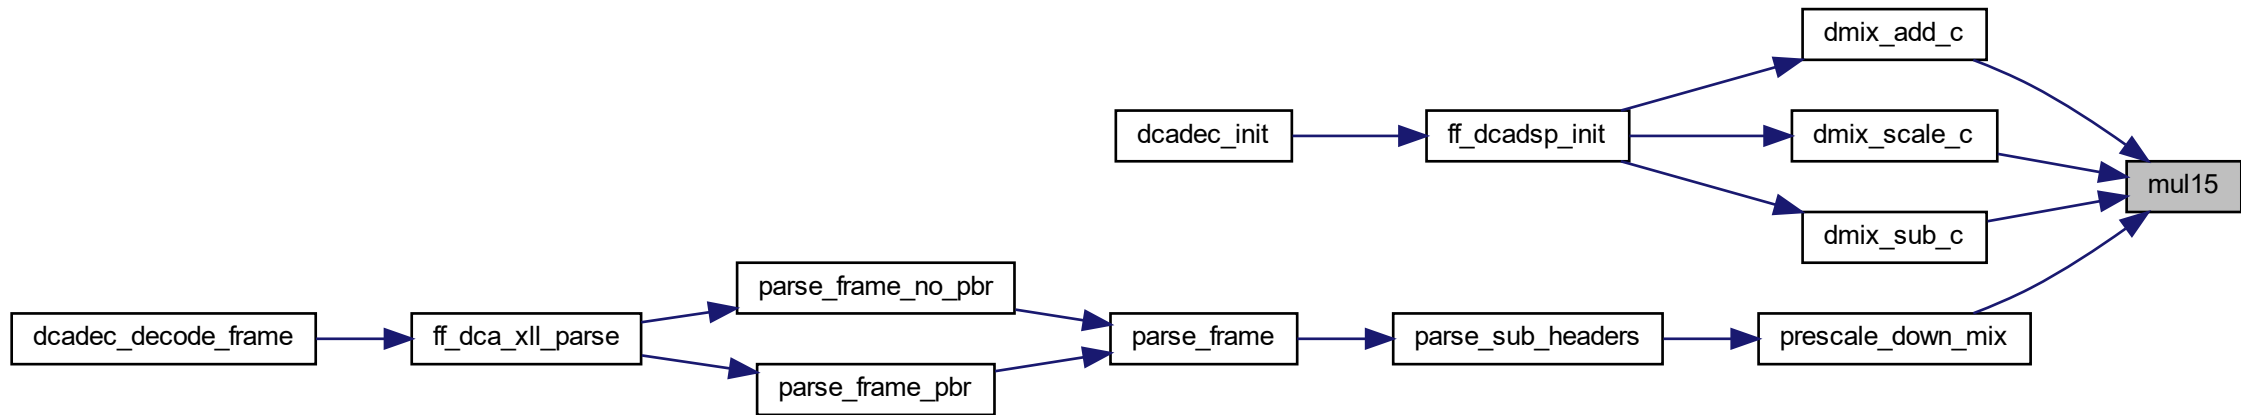 dmix_add_c
dcadec_init
ff_dcadsp_init
dmix_scale_c
mul15
dmix_sub_c
parse_frame_no_pbr
dcadec_decode_frame
ff_dca_xll_parse
parse_frame
parse_sub_headers
prescale_down_mix
parse_frame_pbr